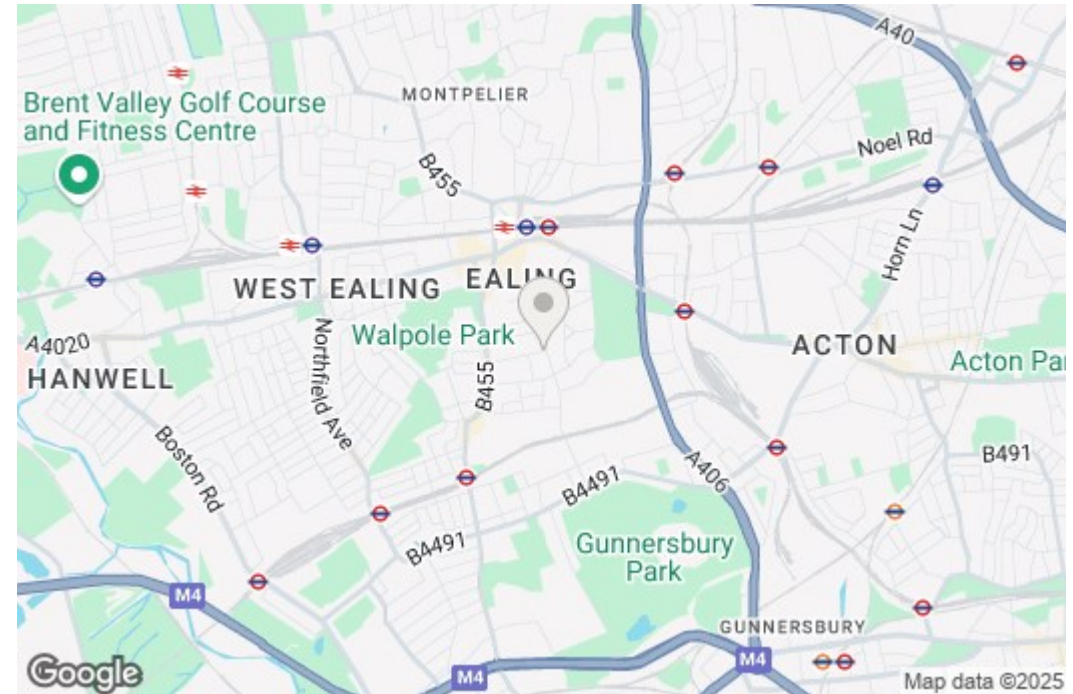 A40
MONTPELIER
Brent Valley Golf Course
and Fitness Centre
Noel Rd
B455
Horn Ln
WEST EALING
EALING
Walpole Park
A4020
HANWELL
Northfield Ave
B455
ACTON
Acton Par
Boston Rd
B491
A406
B4491
B4491
Gunnersbury
Park
M4
GUNNERSBURY
M4
M4
Google
Map data ©2025